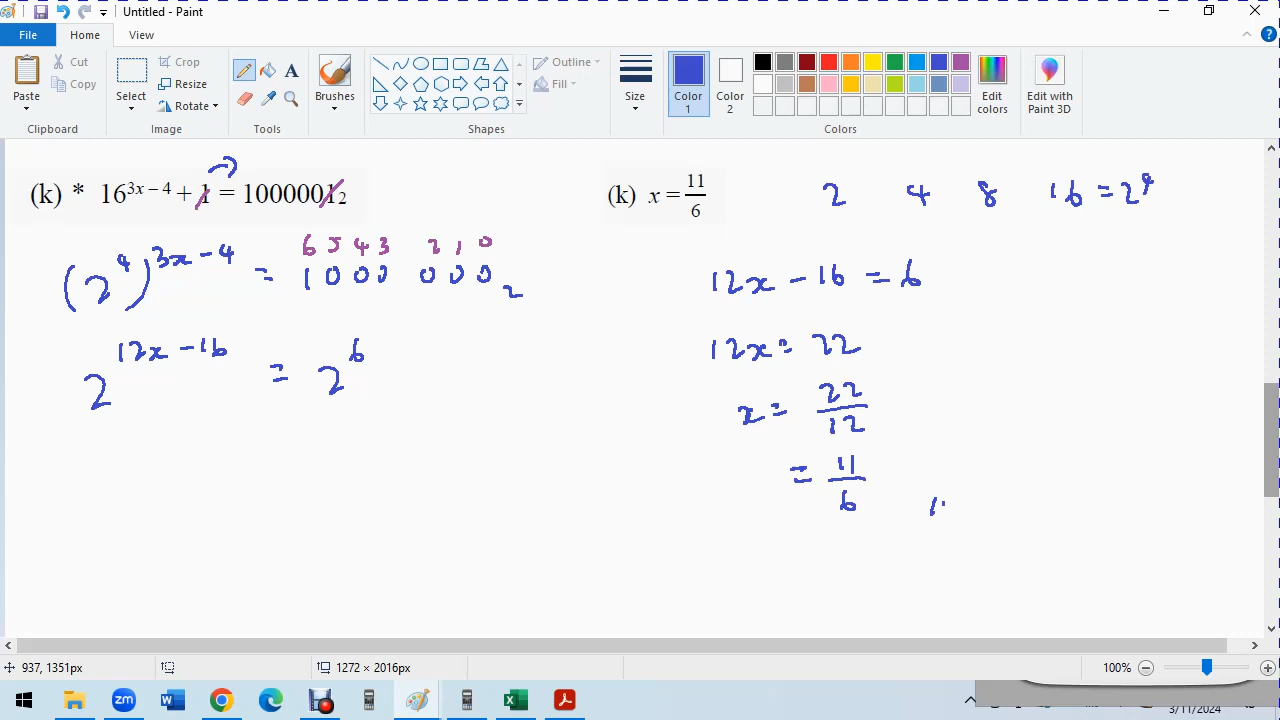 Untitled - Paint
File Home View
Paste
Cut
Copy
Clipboard
Select
Crop
Resize
Rotate
Image
A
Tools
Brushes
Outline
Fill
Shapes
Size
Color 1
Color 2
Edit colors
Edit with Paint 3D
Colors
(k) * 16^{3x – 4} + 1 = 1000001₂
(k) x = 11/6
2 4 8 16 = 2^4
6 5 4 3 2 1 0
(2^4)^{3x – 4} = 1000 000₂
12x – 16 = 6
2^{12x – 16} = 2^6
12x = 22
x = 22/12
= 11/6
937, 1351px
1272 × 2016px
100%
zm
3/11/2024